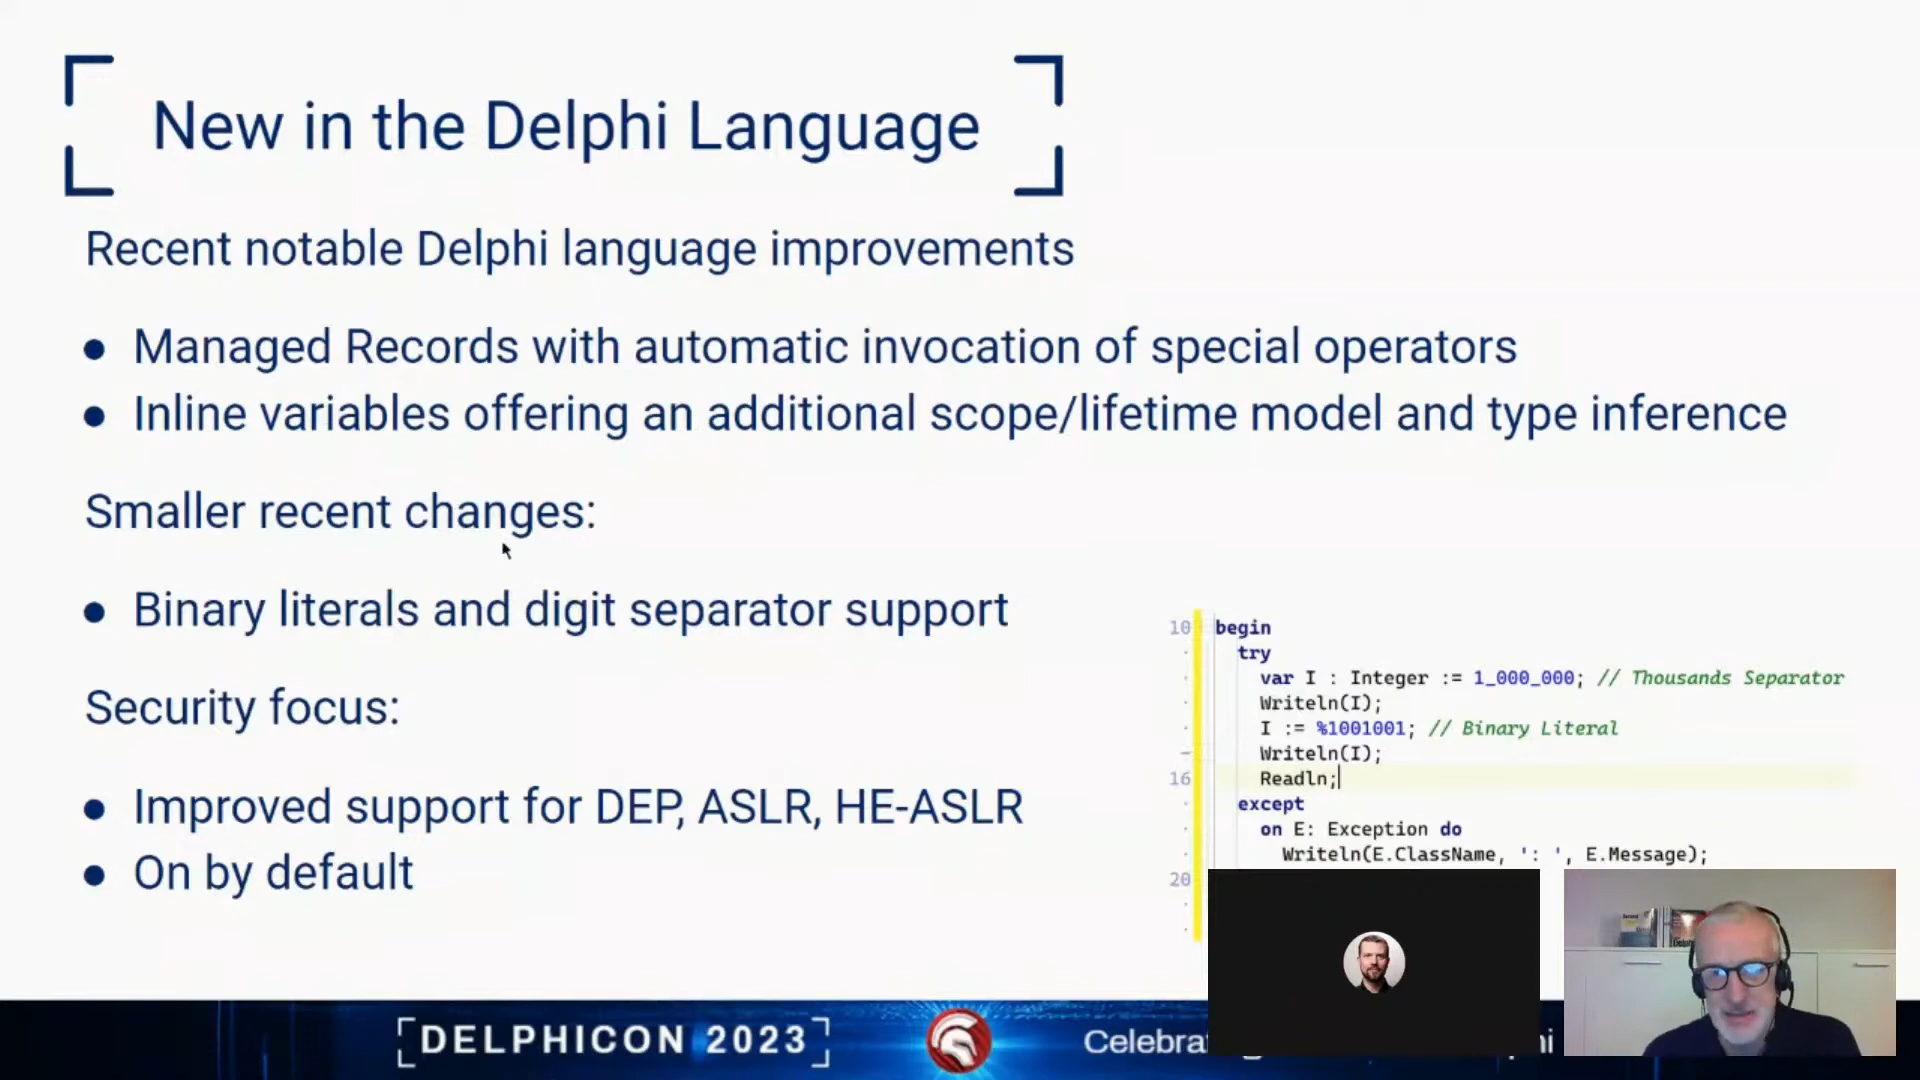 New in the Delphi Language
Recent notable Delphi language improvements
● Managed Records with automatic invocation of special operators
● Inline variables offering an additional scope/lifetime model and type inference
Smaller recent changes:
● Binary literals and digit separator support
Security focus:
● Improved support for DEP, ASLR, HE-ASLR
● On by default
10 begin
try
var I : Integer := 1_000_000; // Thousands Separator
Writeln(I);
I := %1001001; // Binary Literal
Writeln(I);
16 Readln;
except
on E: Exception do
Writeln(E.ClassName, ': ', E.Message);
20
[DELPHICON 2023]